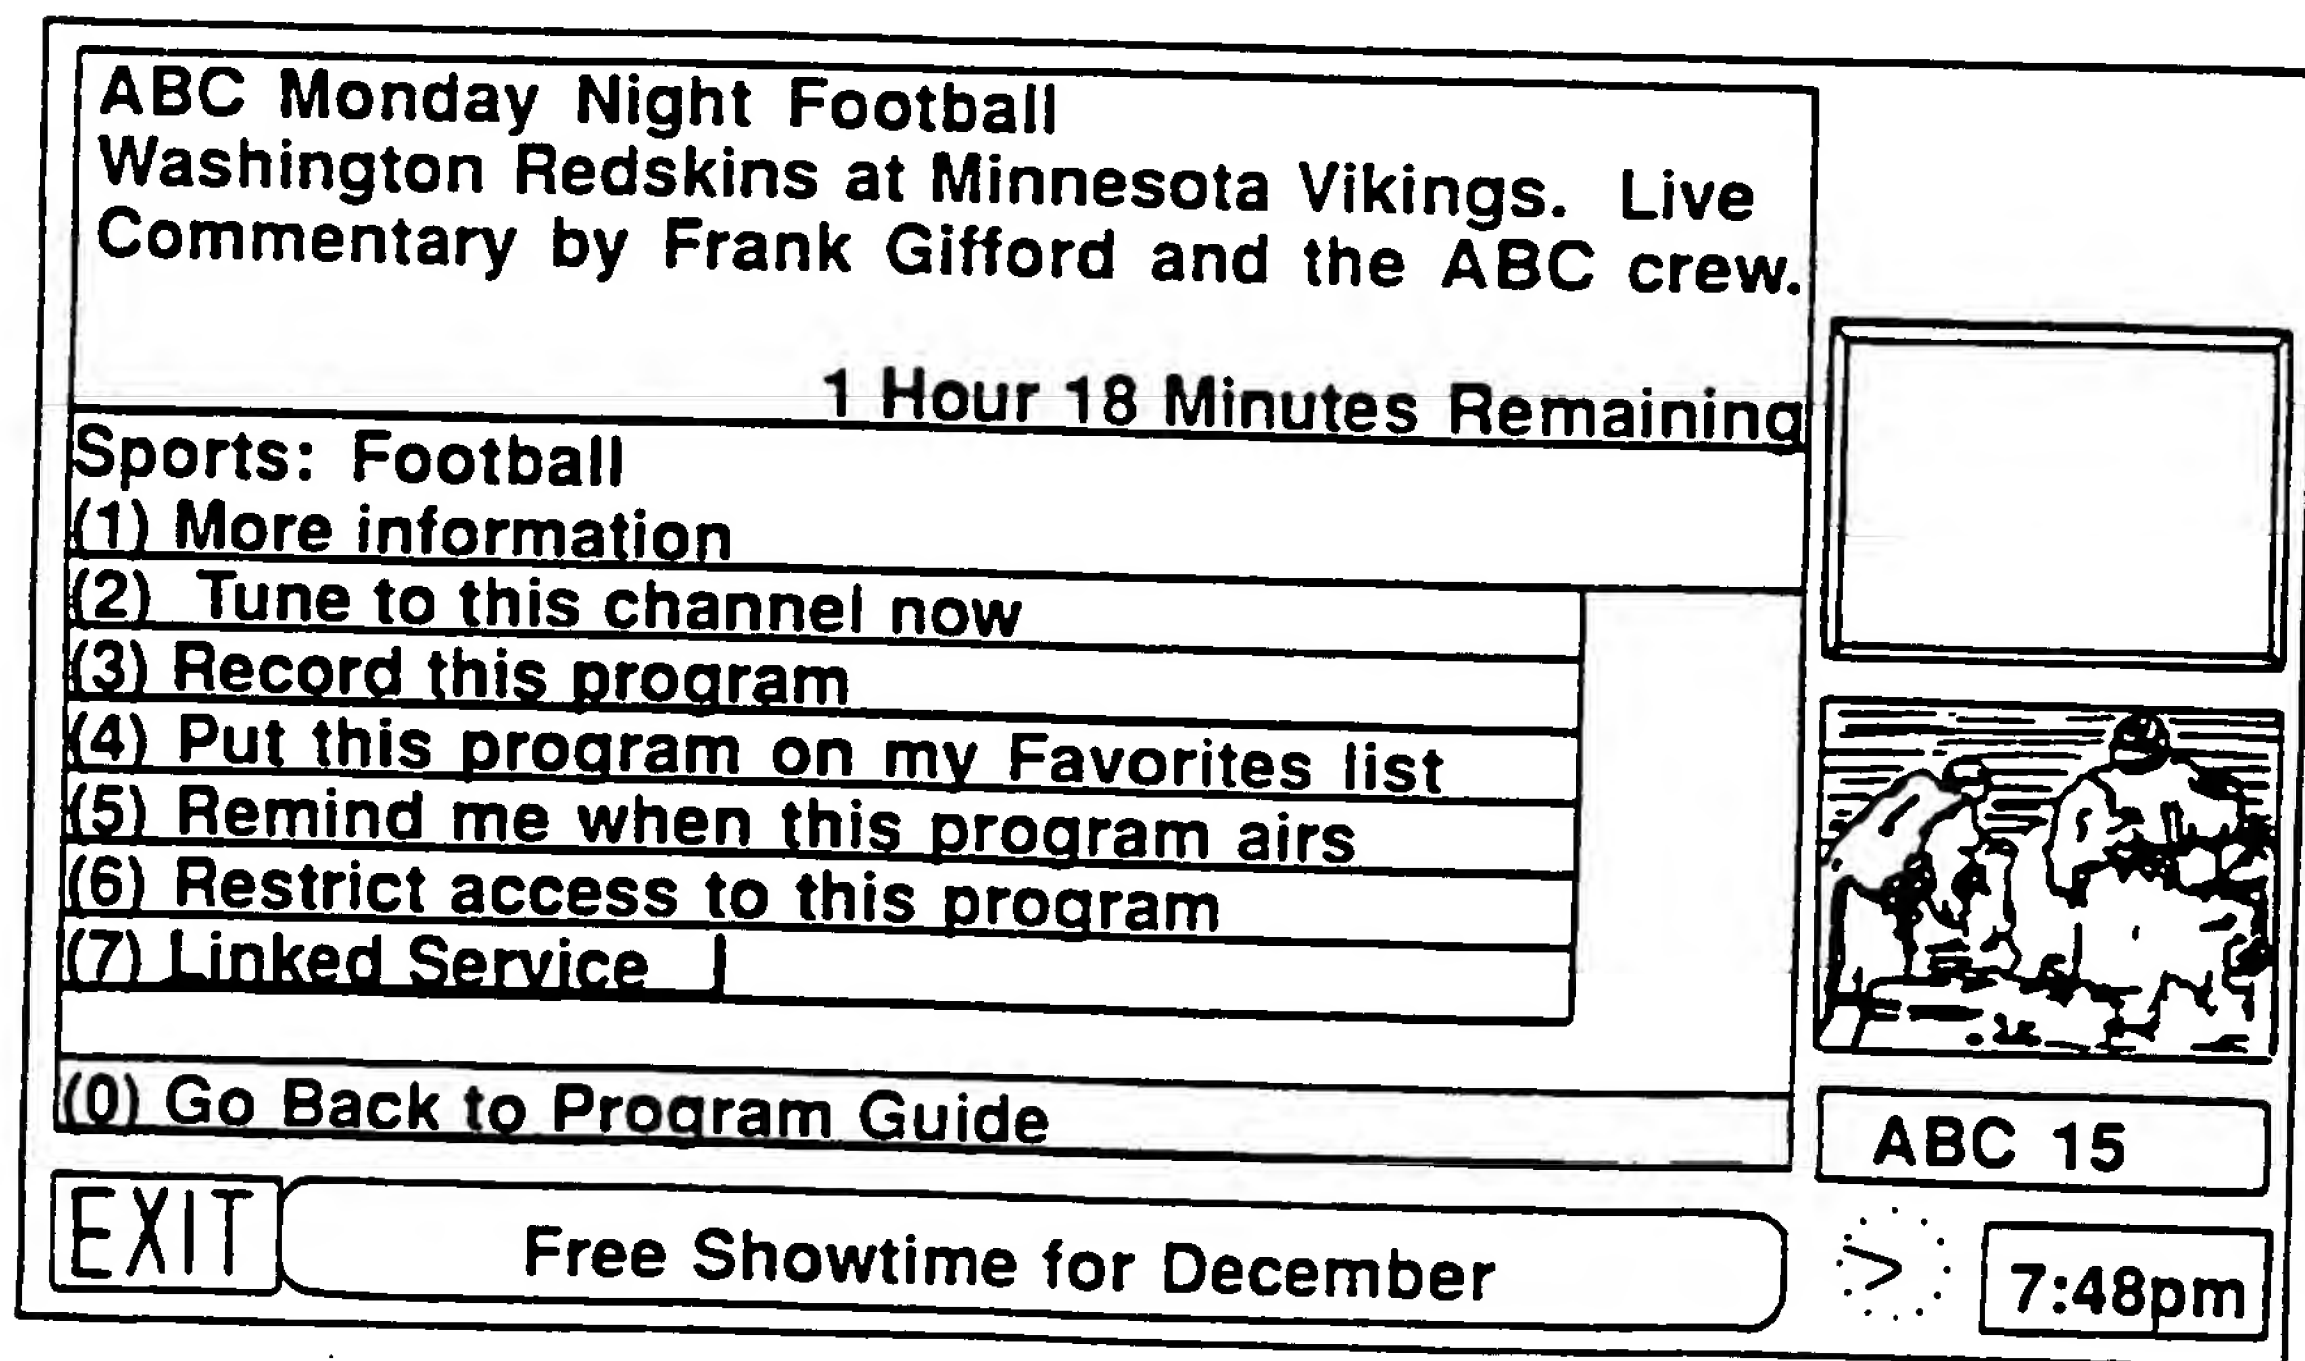 ABC Monday Night Football
Washington Redskins at Minnesota Vikings. Live
Commentary by Frank Gifford and the ABC crew.
1 Hour 18 Minutes Remaining
Sports: Football
(1) More information
(2) Tune to this channel now
(3) Record this program
(4) Put this program on my Favorites list
(5) Remind me when this program airs
(6) Restrict access to this program
(7) Linked Service
(0) Go Back to Program Guide
ABC 15
EXIT
Free Showtime for December
7:48pm